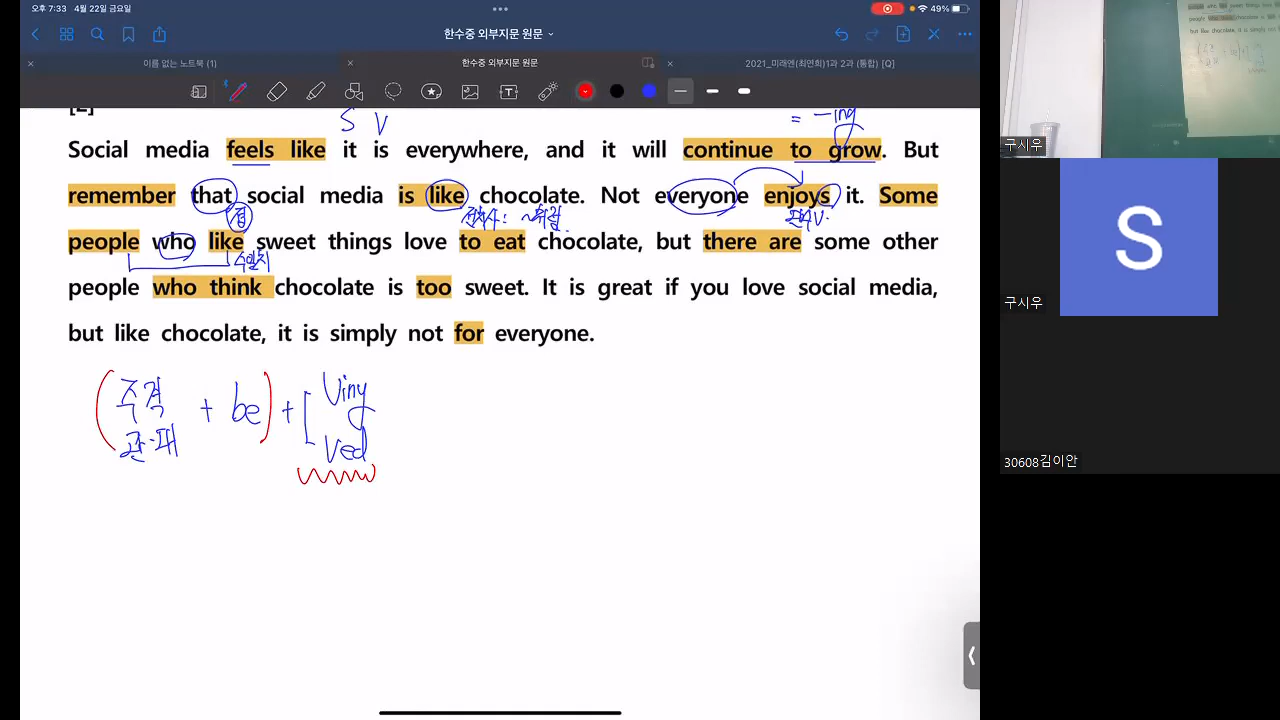 오후 7:33 4월 22일 금요일
49%
한수중 외부지문 원문
이름 없는 노트북 (1)
한수중 외부지문 원문
2021_미래엔(최연희)1과 2과 (통합) [Q]
[2]
S V
= -ing
Social media feels like it is everywhere, and it will continue to grow. But
remember that social media is like chocolate. Not everyone enjoys it. Some
접
전치사: ~처럼
단수V.
people who like sweet things love to eat chocolate, but there are some other
수일치
people who think chocolate is too sweet. It is great if you love social media,
but like chocolate, it is simply not for everyone.
(주격 관·대 + be) + [Ving
Ved
구시우
S
구시우
30608김이안